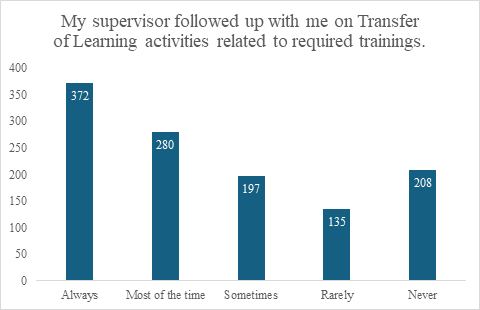 My supervisor followed up with me on Transfer
of Learning activities related to required trainings.
400
350
300
250
200
150
100
50
0
372
280
197
135
208
Always
Most of the time
Sometimes
Rarely
Never